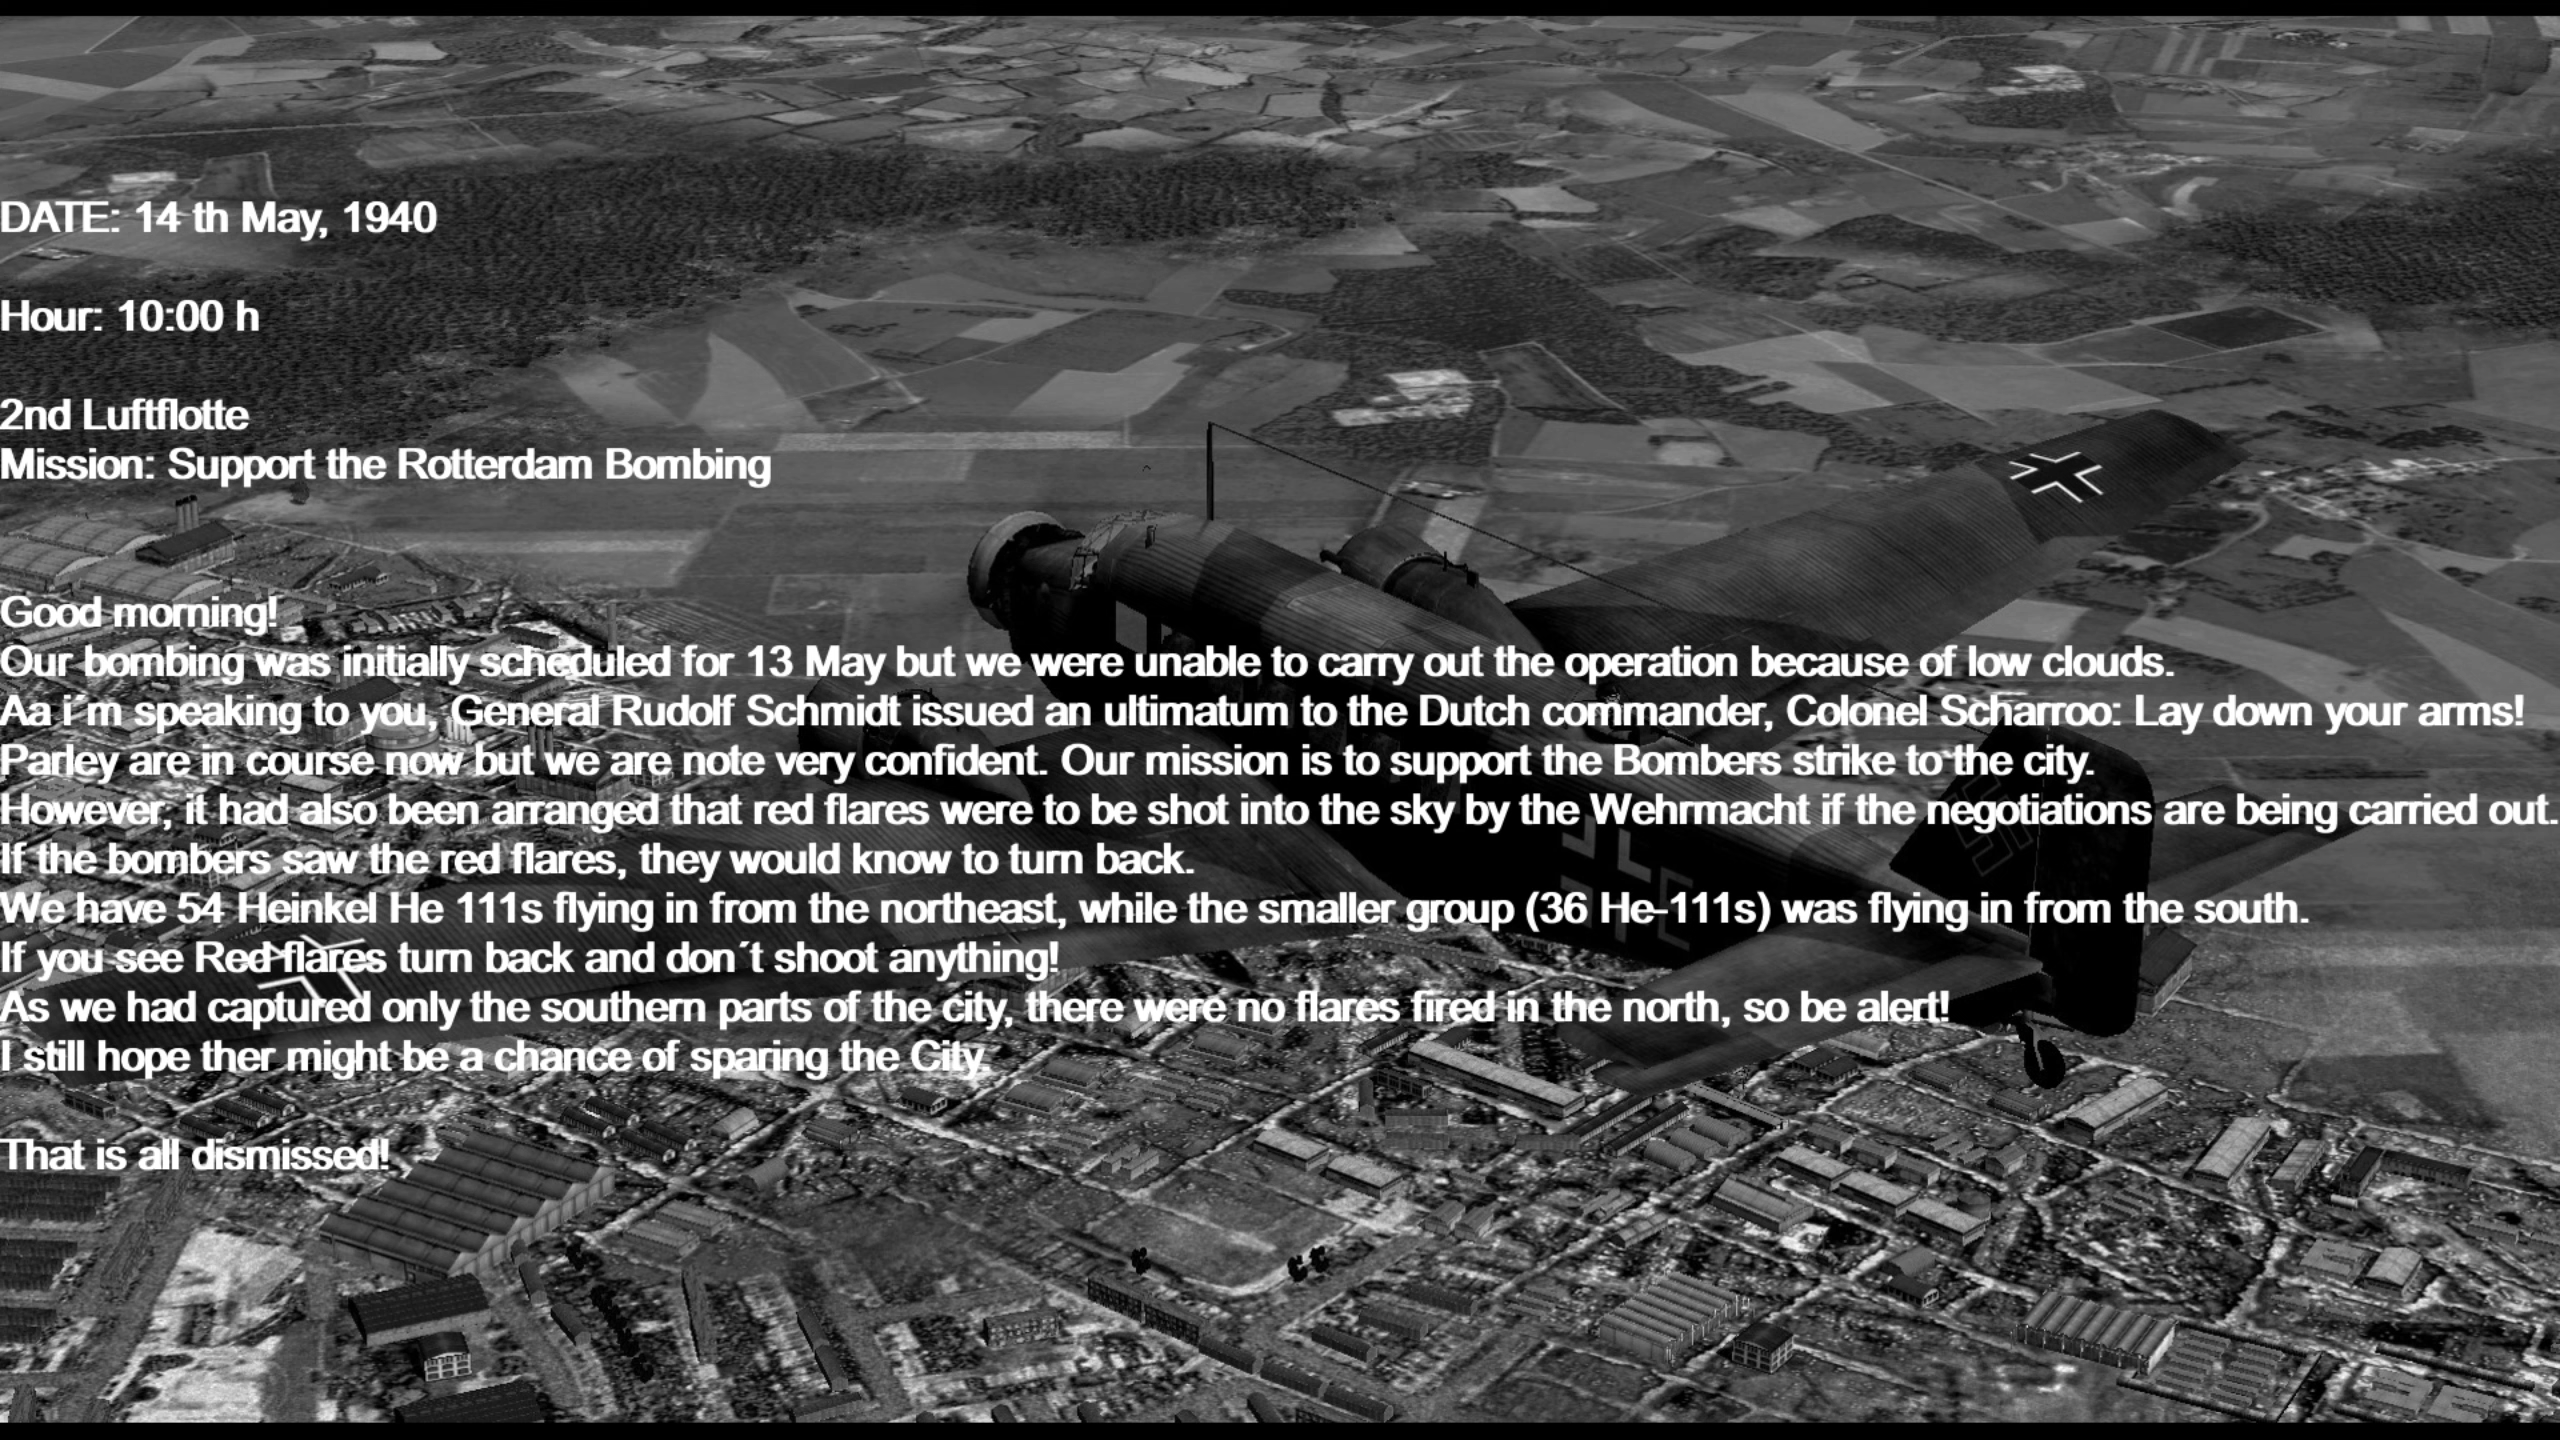 DATE: 14 th May, 1940
Hour: 10:00 h
2nd Luftflotte
Mission: Support the Rotterdam Bombing
Good morning!
Our bombing was initially scheduled for 13 May but we were unable to carry out the operation because of low clouds.
Aa i´m speaking to you, General Rudolf Schmidt issued an ultimatum to the Dutch commander, Colonel Scharroo: Lay down your arms!
Parley are in course now but we are note very confident. Our mission is to support the Bombers strike to the city.
However, it had also been arranged that red flares were to be shot into the sky by the Wehrmacht if the negotiations are being carried out.
If the bombers saw the red flares, they would know to turn back.
We have 54 Heinkel He 111s flying in from the northeast, while the smaller group (36 He-111s) was flying in from the south.
If you see Red flares turn back and don´t shoot anything!
As we had captured only the southern parts of the city, there were no flares fired in the north, so be alert!
I still hope ther might be a chance of sparing the City.
That is all dismissed!